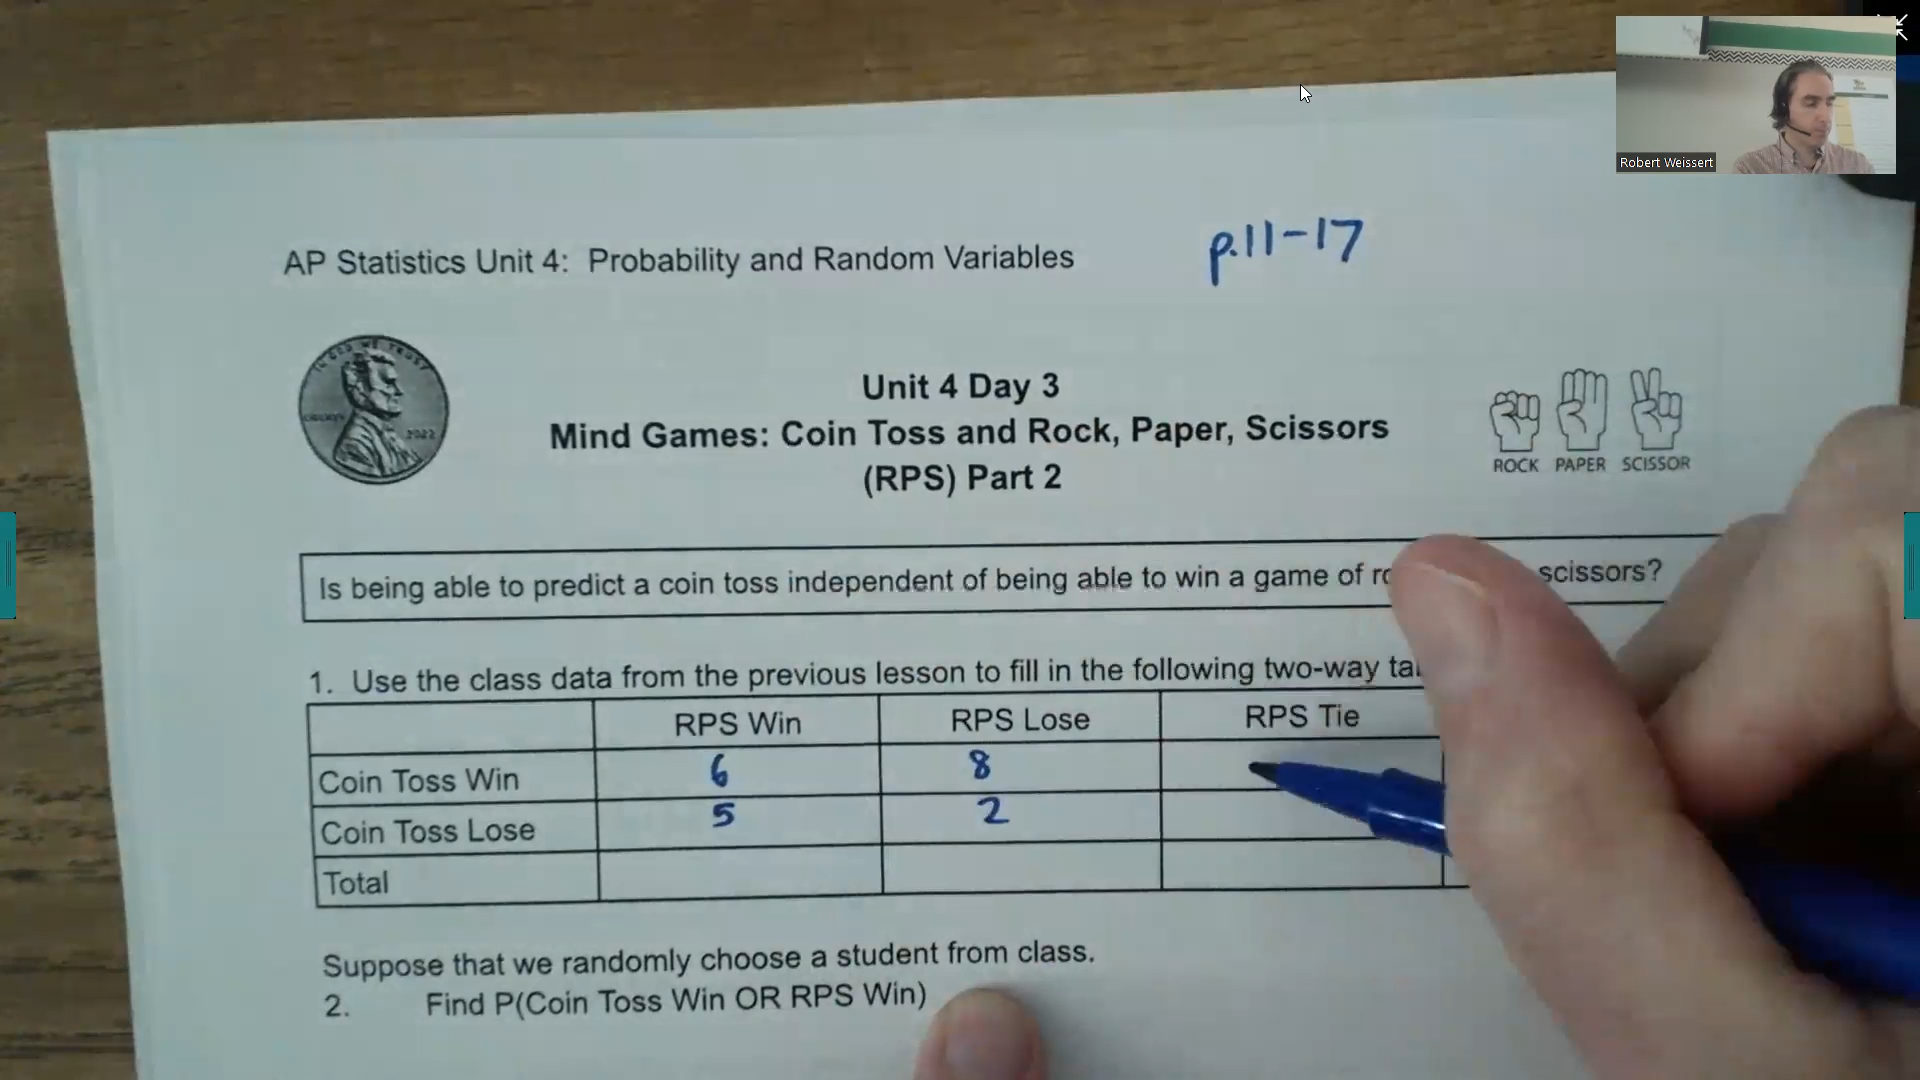 Robert Weissert
AP Statistics Unit 4: Probability and Random Variables
p.11-17
Unit 4 Day 3
Mind Games: Coin Toss and Rock, Paper, Scissors
(RPS) Part 2
ROCK PAPER SCISSOR
Is being able to predict a coin toss independent of being able to win a game of scissors?
1. Use the class data from the previous lesson to fill in the following two-way
RPS Win RPS Lose RPS Tie
Coin Toss Win 6 8
Coin Toss Lose 5 2
Total
Suppose that we randomly choose a student from class.
2. Find P(Coin Toss Win OR RPS Win)